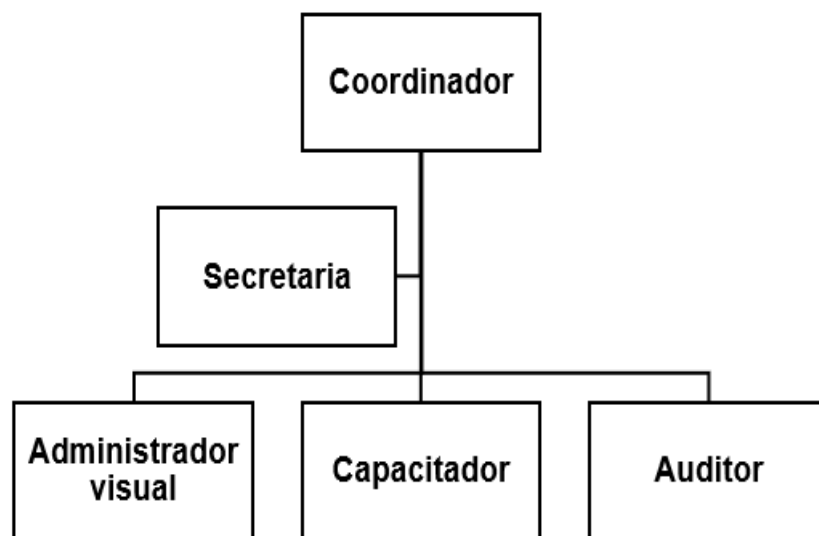 Coordinador
Secretaria
Administrador
visual
Capacitador
Auditor